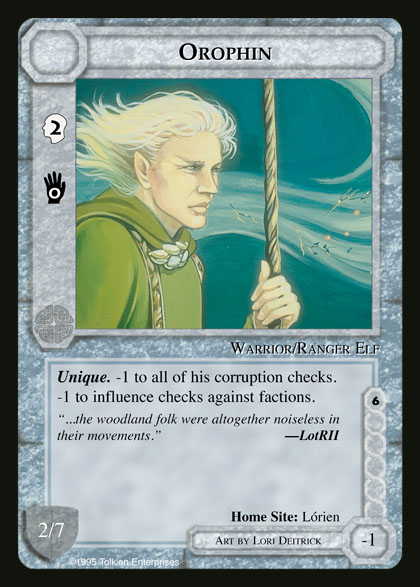 Orophin
2
Warrior/Ranger Elf
Unique. -1 to all of his corruption checks.
-1 to influence checks against factions.
6
“...the woodland folk were altogether noiseless in
their movements.” —LotRII
Home Site: Lórien
2/7
Art by Lori Deitrick
-1
©1995 Tolkien Enterprises